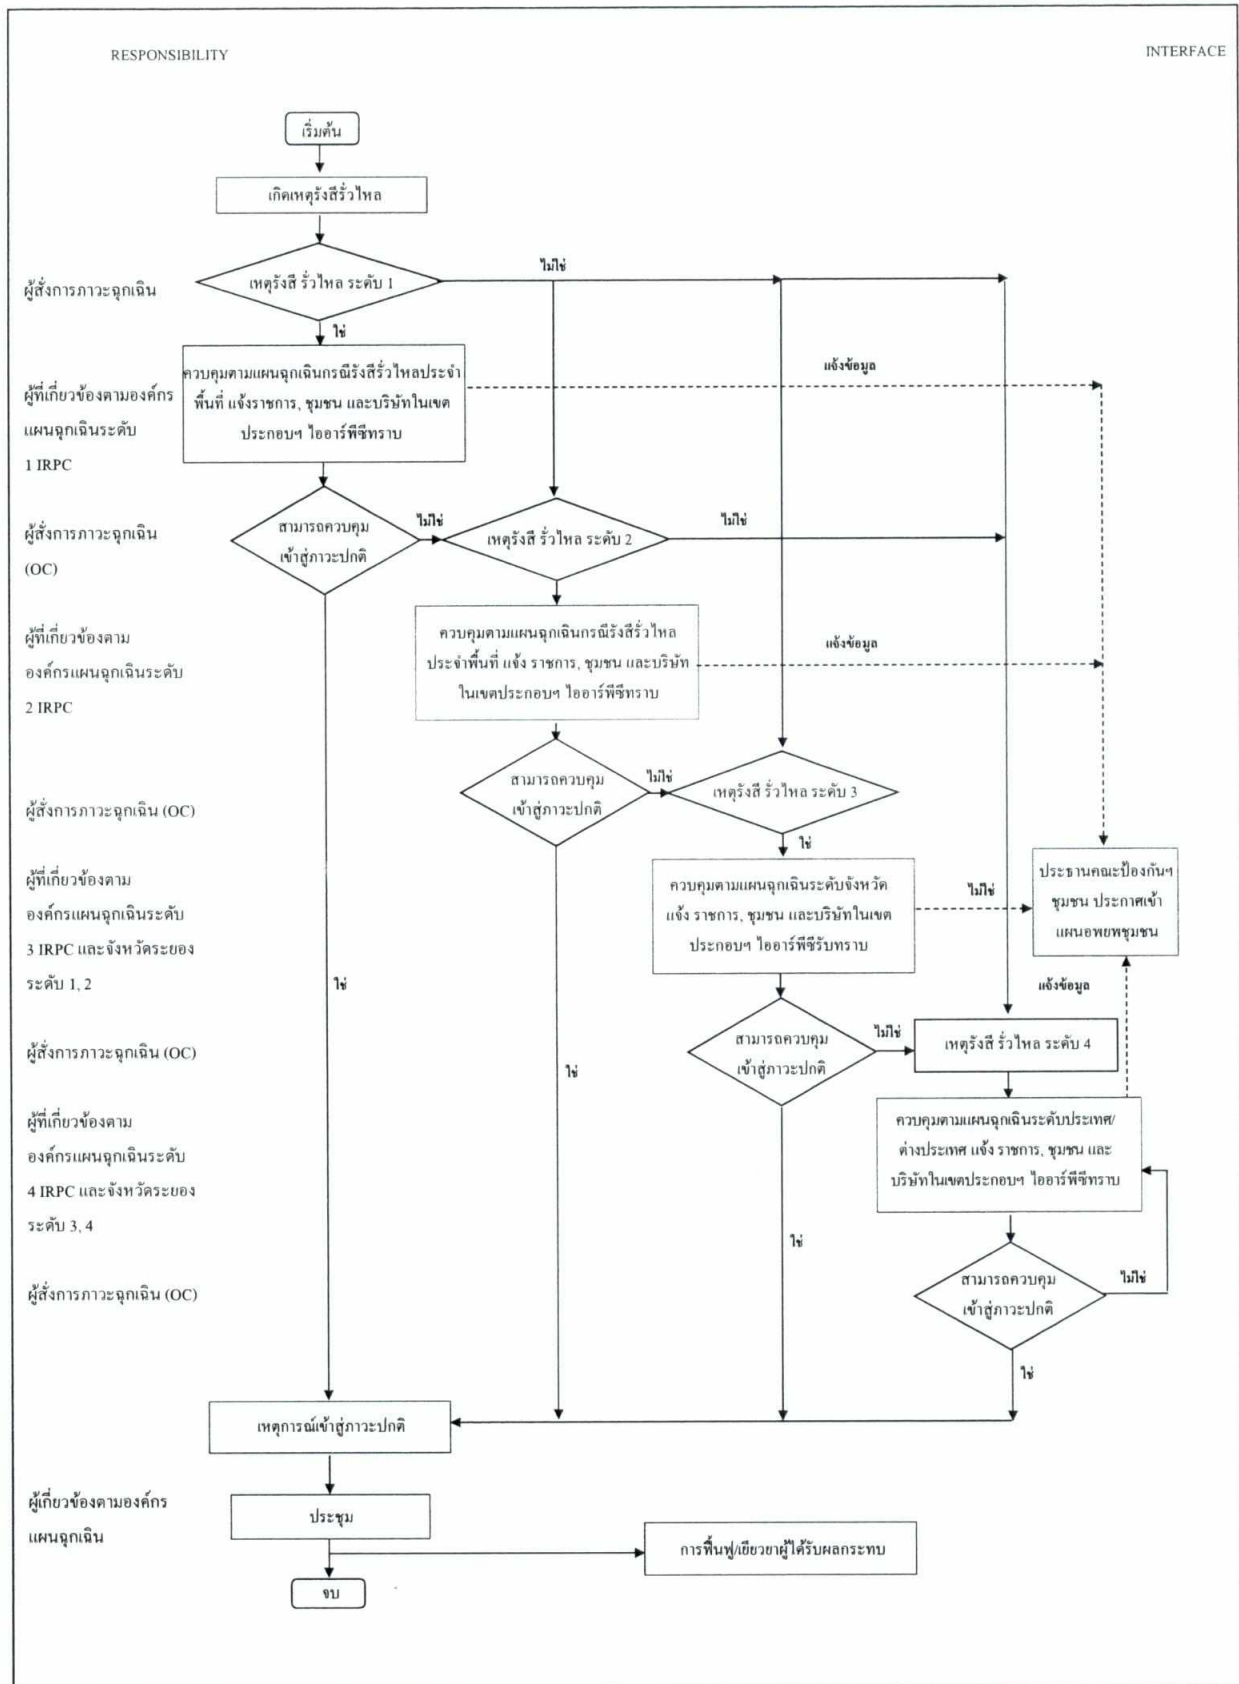 RESPONSIBILITY
INTERFACE
เริ่มต้น
เกิดเหตุรังสีรั่วไหล
ไม่ใช่
ผู้สั่งการภาวะฉุกเฉิน
เหตุรังสี รั่วไหล ระดับ 1
ใช่
ผู้ที่เกี่ยวข้องตามองค์กร
แผนฉุกเฉินระดับ
1 IRPC
ควบคุมตามแผนฉุกเฉินกรณีรังสีรั่วไหลประจำ
พื้นที่ แจ้งราชการ, ชุมชน และบริษัทในเขต
ประกอบฯ ไออาร์พีซีทราบ
แจ้งข้อมูล
ผู้สั่งการภาวะฉุกเฉิน
(OC)
สามารถควบคุม
เข้าสู่ภาวะปกติ
ไม่ใช่
เหตุรังสี รั่วไหล ระดับ 2
ไม่ใช่
ผู้ที่เกี่ยวข้องตาม
องค์กรแผนฉุกเฉินระดับ
2 IRPC
ควบคุมตามแผนฉุกเฉินกรณีรังสีรั่วไหล
ประจำพื้นที่ แจ้ง ราชการ, ชุมชน และบริษัท
ในเขตประกอบฯ ไออาร์พีซีทราบ
แจ้งข้อมูล
ผู้สั่งการภาวะฉุกเฉิน (OC)
สามารถควบคุม
เข้าสู่ภาวะปกติ
ไม่ใช่
เหตุรังสี รั่วไหล ระดับ 3
ใช่
ผู้ที่เกี่ยวข้องตาม
องค์กรแผนฉุกเฉินระดับ
3 IRPC และจังหวัดระยอง
ระดับ 1, 2
ควบคุมตามแผนฉุกเฉินระดับจังหวัด
แจ้ง ราชการ, ชุมชน และบริษัทในเขต
ประกอบฯ ไออาร์พีซีรับทราบ
ไม่ใช่
ประธานคณะป้องกันฯ
ชุมชน ประกาศเข้า
แผนอพยพชุมชน
ใช่
แจ้งข้อมูล
ผู้สั่งการภาวะฉุกเฉิน (OC)
สามารถควบคุม
เข้าสู่ภาวะปกติ
ไม่ใช่
เหตุรังสี รั่วไหล ระดับ 4
ใช่
ผู้ที่เกี่ยวข้องตาม
องค์กรแผนฉุกเฉินระดับ
4 IRPC และจังหวัดระยอง
ระดับ 3, 4
ควบคุมตามแผนฉุกเฉินระดับประเทศ/
ต่างประเทศ แจ้ง ราชการ, ชุมชน และ
บริษัทในเขตประกอบฯ ไออาร์พีซีทราบ
ใช่
ผู้สั่งการภาวะฉุกเฉิน (OC)
สามารถควบคุม
เข้าสู่ภาวะปกติ
ไม่ใช่
ใช่
เหตุการณ์เข้าสู่ภาวะปกติ
ผู้เกี่ยวข้องตามองค์กร
แผนฉุกเฉิน
ประชุม
การฟื้นฟู/เยียวยาผู้ได้รับผลกระทบ
จบ